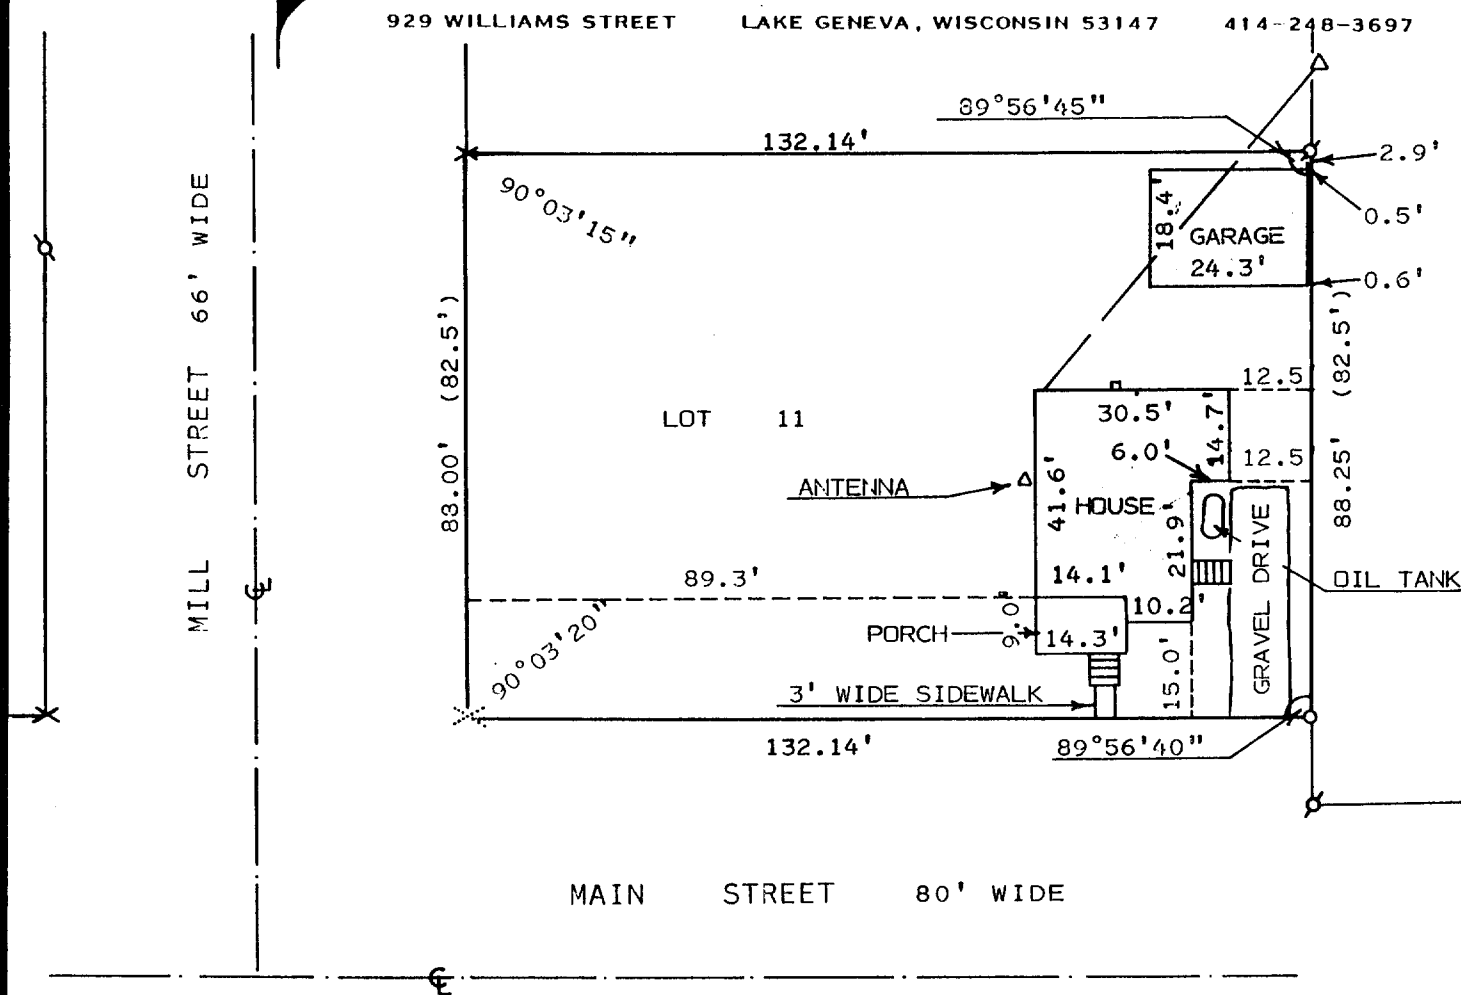 929 WILLIAMS STREET LAKE GENEVA, WISCONSIN 53147 414-248-3697
89°56'45"
132.14'
2.9'
90°03'15"
18.4'
0.5'
GARAGE
24.3'
0.6'
MILL STREET 66' WIDE
83.00' (82.5')
88.25' (82.5')
12.5
LOT 11
30.5'
14.7'
6.0'
12.5
ANTENNA
41.6'
HOUSE
21.9'
GRAVEL DRIVE
OIL TANK
14.1'
89.3'
10.2'
9.0'
PORCH
14.3'
90°03'20"
15.0'
3' WIDE SIDEWALK
132.14'
89°56'40"
MAIN STREET 80' WIDE
℄
℄